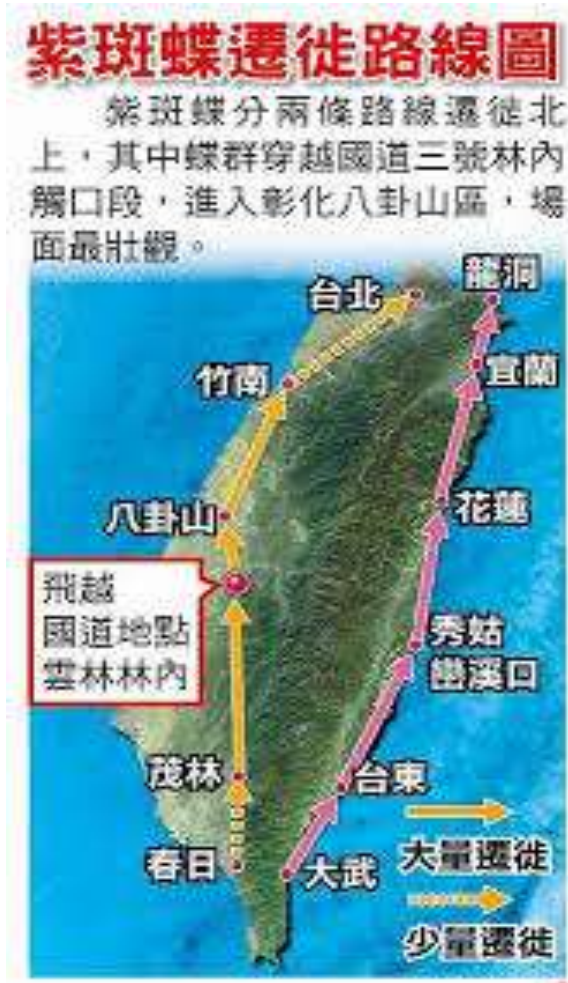 紫斑蝶遷徙路線圖
紫斑蝶分兩條路線遷徙北
上，其中蝶群穿越國道三號林內
觸口段，進入彰化八卦山區，場
面最壯觀。
龍洞
台北
宜蘭
竹南
八卦山
花蓮
飛越
國道地點
雲林林內
秀姑
巒溪口
茂林
台東
春日
大武
大量遷徙
少量遷徙